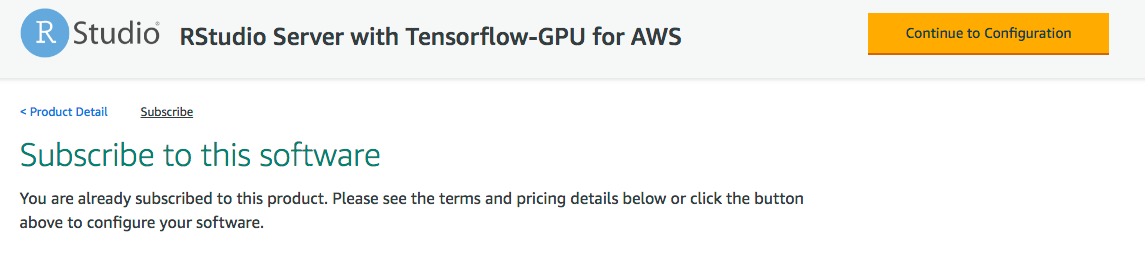 R Studio® RStudio Server with Tensorflow-GPU for AWS Continue to Configuration
< Product Detail Subscribe
Subscribe to this software
You are already subscribed to this product. Please see the terms and pricing details below or click the button
above to configure your software.